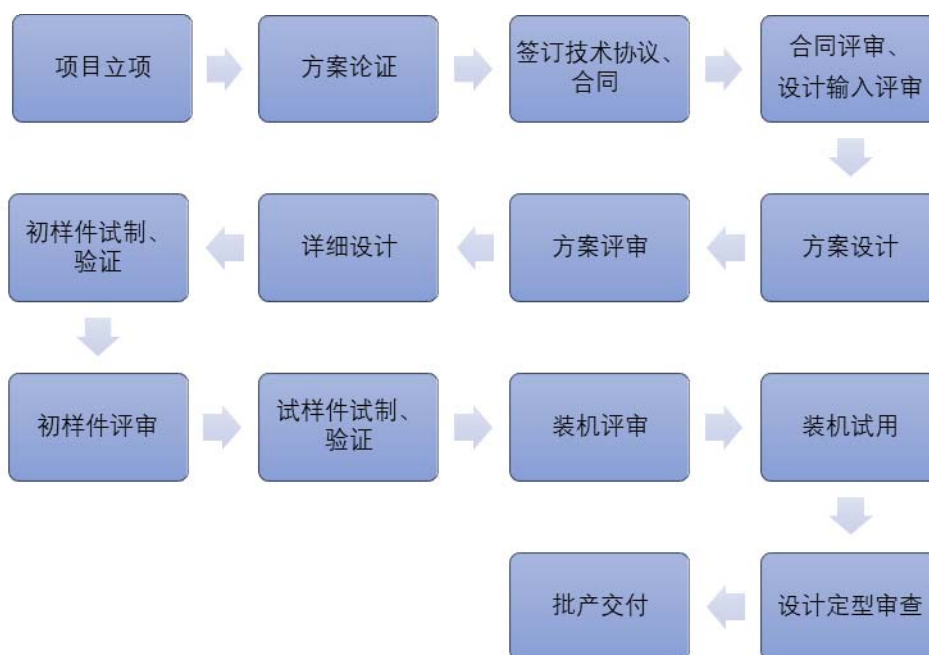 项目立项
方案论证
签订技术协议、
合同
合同评审、
设计输入评审
初样件试制、
验证
详细设计
方案评审
方案设计
初样件评审
试样件试制、
验证
装机评审
装机试用
批产交付
设计定型审查